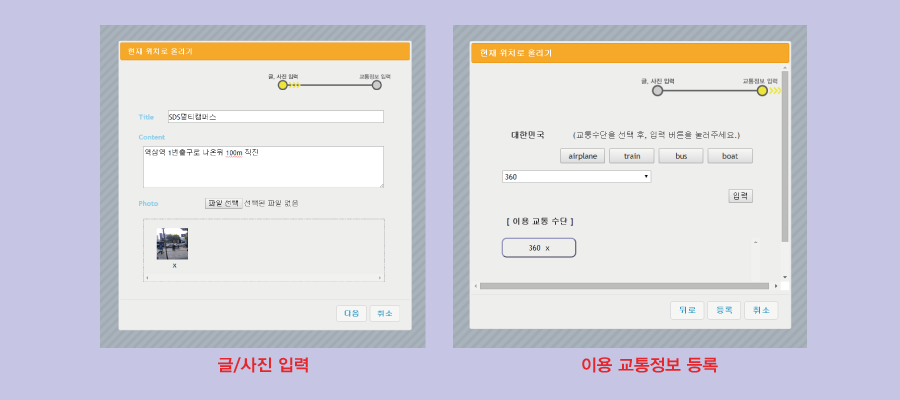 현재 위치로 올리기
글, 사진 입력
교통정보 입력
Title
SDS멀티캠퍼스
Content
역삼역 1번출구로 나온뒤 100m 직진
Photo
파일 선택 선택된 파일 없음
x
다음
취소
글/사진 입력
현재 위치로 올리기
글, 사진 입력
교통정보 입력
대한민국
(교통수단을 선택 후, 입력 버튼을 눌러주세요.)
airplane
train
bus
boat
360
입력
[ 이용 교통 수단 ]
360 x
뒤로
등록
취소
이용 교통정보 등록